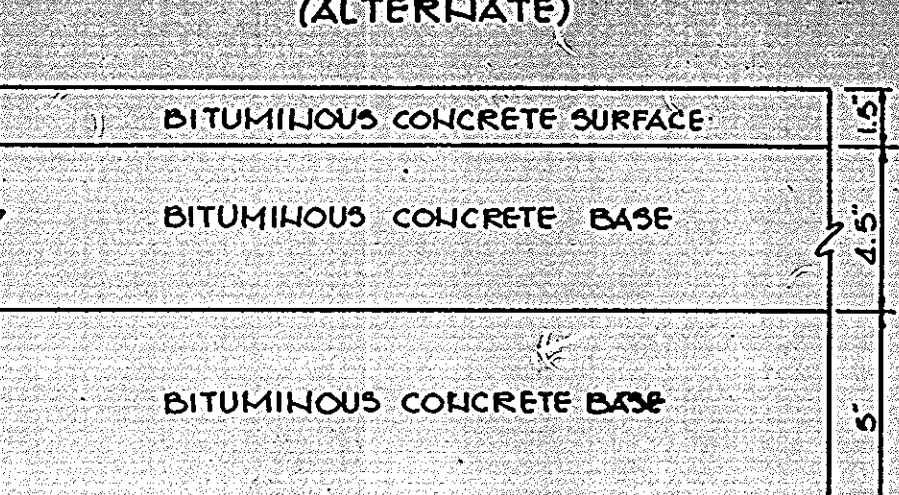 (ALTERNATE)
BITUMINOUS CONCRETE SURFACE
1.5"
BITUMINOUS CONCRETE BASE
4.5"
BITUMINOUS CONCRETE BASE
5"